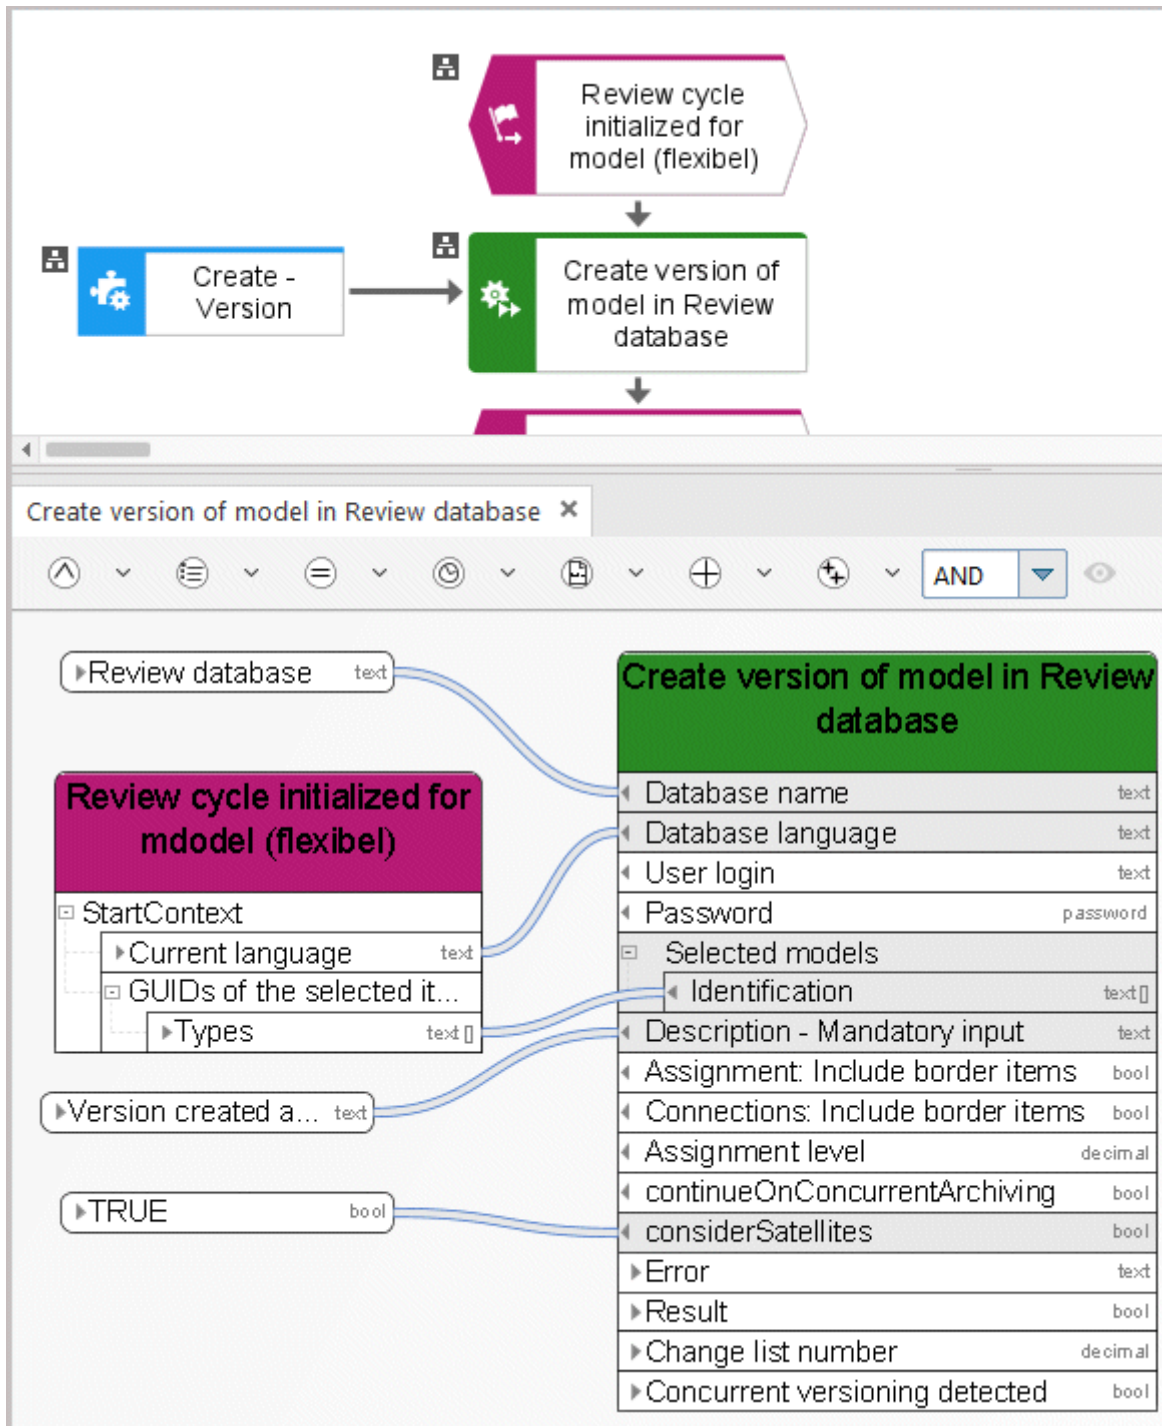 Review cycle
initialized for
model (flexibel)
Create -
Version
Create version of
model in Review
database
Create version of model in Review database
AND
Review database text
Create version of model in Review
database
Review cycle initialized for
mdodel (flexibel)
StartContext
Current language text
GUIDs of the selected it...
Types text []
Version created a... text
TRUE bool
Database name text
Database language text
User login text
Password password
Selected models
Identification text []
Description - Mandatory input text
Assignment: Include border items bool
Connections: Include border items bool
Assignment level decimal
continueOnConcurrentArchiving bool
considerSatellites bool
Error text
Result bool
Change list number decimal
Concurrent versioning detected bool